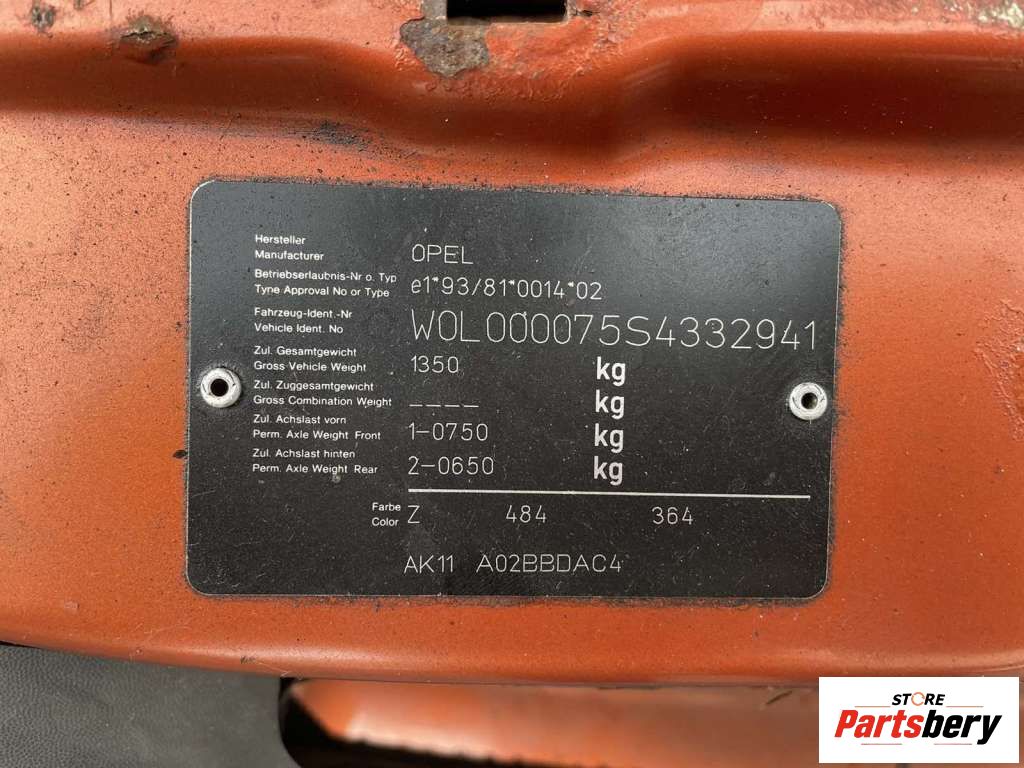 Hersteller
Manufacturer OPEL
Betriebserlaubnis-Nr o. Typ
Type Approval No or Type e1*93/81*0014*02
Fahrzeug-Ident.-Nr
Vehicle Ident. No W0L000075S4332941
Zul. Gesamtgewicht
Gross Vehicle Weight 1350 kg
Zul. Zuggesamtgewicht
Gross Combination Weight ---- kg
Zul. Achslast vorn
Perm. Axle Weight Front 1-0750 kg
Zul. Achslast hinten
Perm. Axle Weight Rear 2-0650 kg
Farbe
Color Z 484 364
AK11 A02BBDAC4
STORE
Partsbery